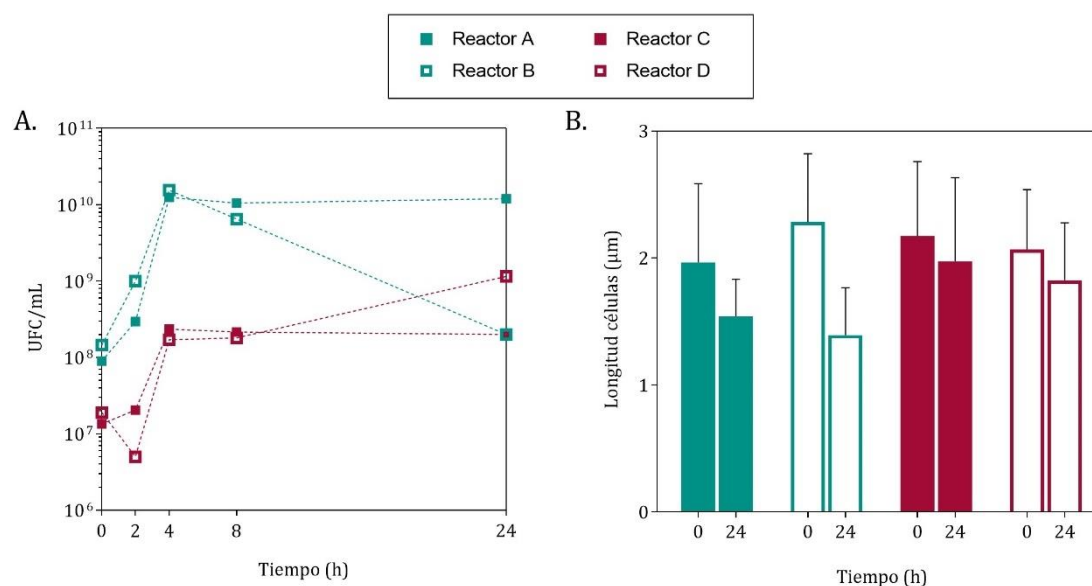 Reactor A Reactor C
Reactor B Reactor D
A.
10¹¹
10¹⁰
10⁹
10⁸
10⁷
10⁶
UFC/mL
0 2 4 8 24
Tiempo (h)
B.
3
2
1
0
Longitud células (µm)
0 24 0 24 0 24 0 24
Tiempo (h)